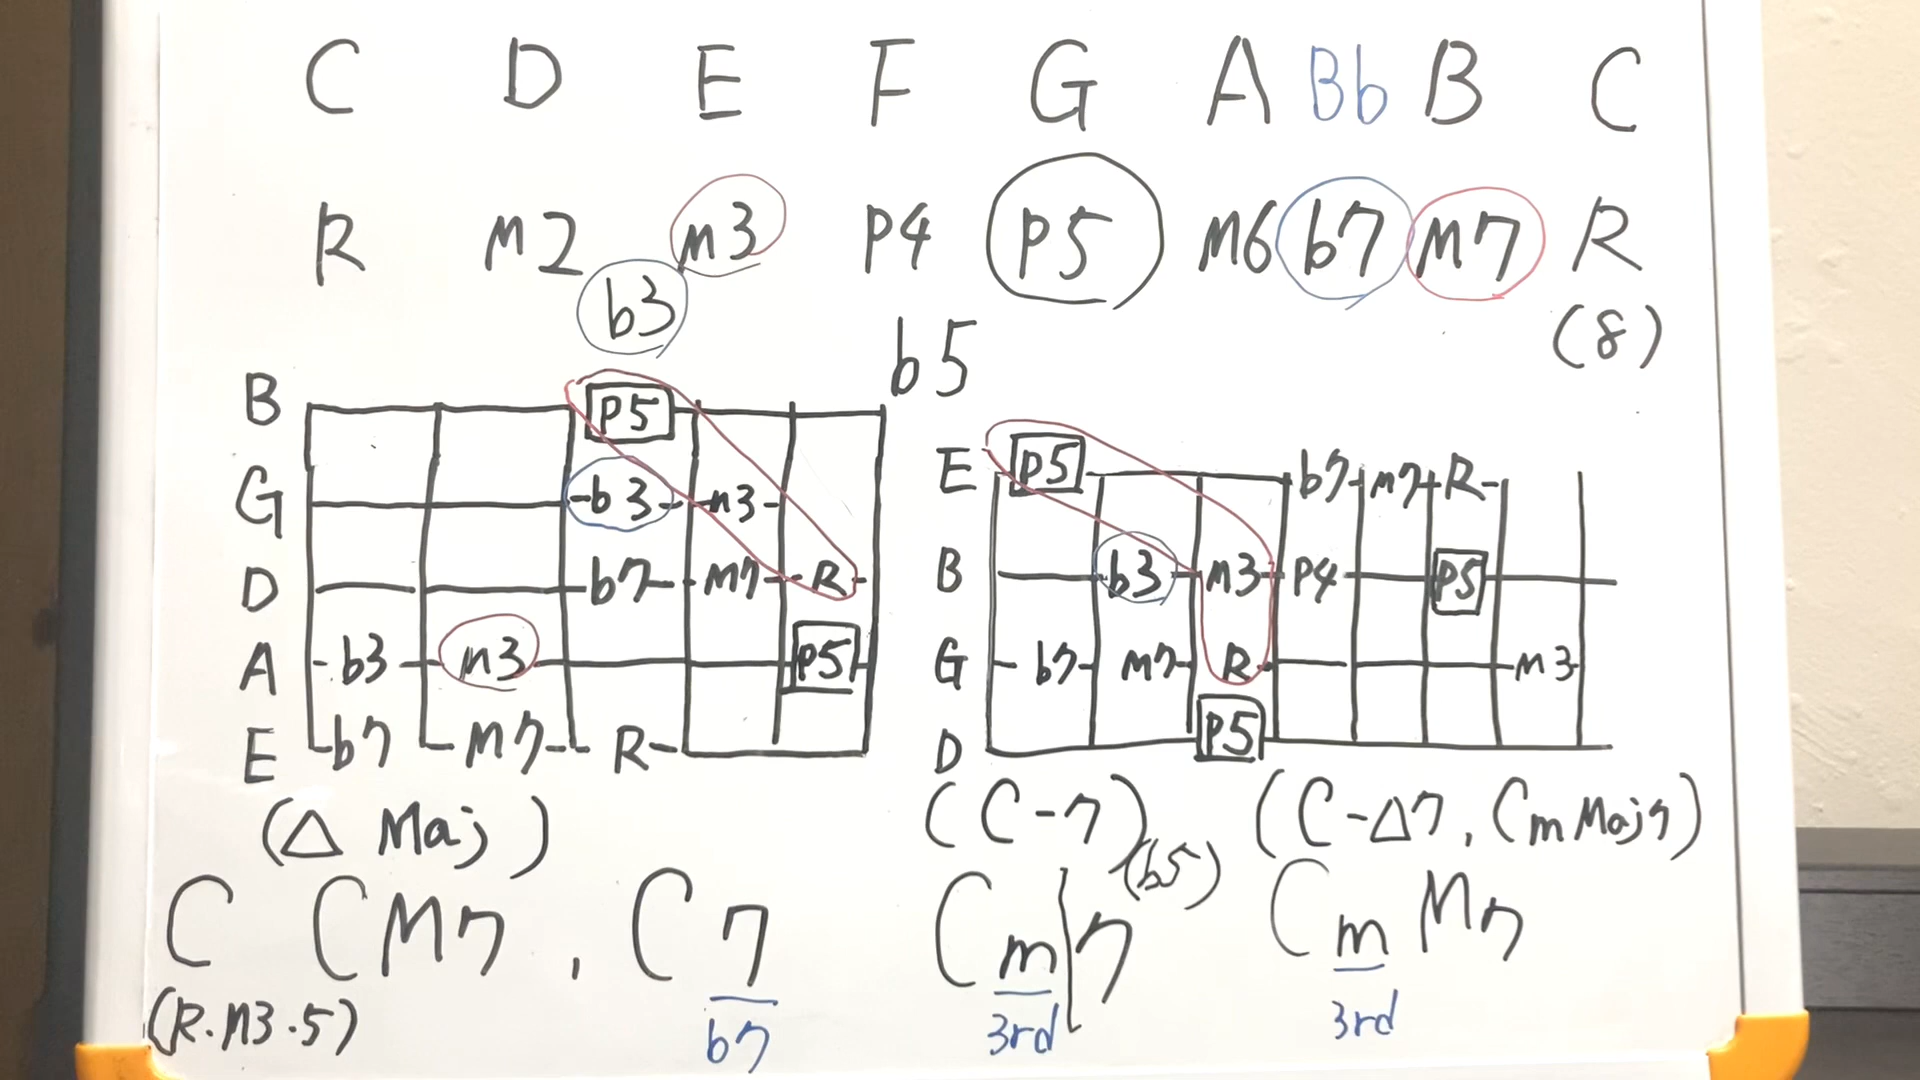 C D E F G A Bb B C
R M2 M3 P4 P5 M6 b7 M7 R
b3 b5 (8)
B P5
G b3 M3
D b7 M7 R
A b3 M3 P5
E b7 M7 R
E P5 b7 M7 R
B b3 M3 P4 P5
G b7 M7 R M3
D P5
(△ Maj) (C-7) (C-△7, CmMaj7)
C CM7, C7 Cm7(b5) CmM7
(R.M3.5) b7 3rd 3rd